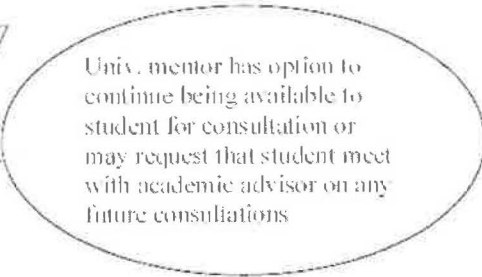 Univ. mentor has option to
continue being available to
student for consultation or
may request that student meet
with academic advisor on any
future consultations